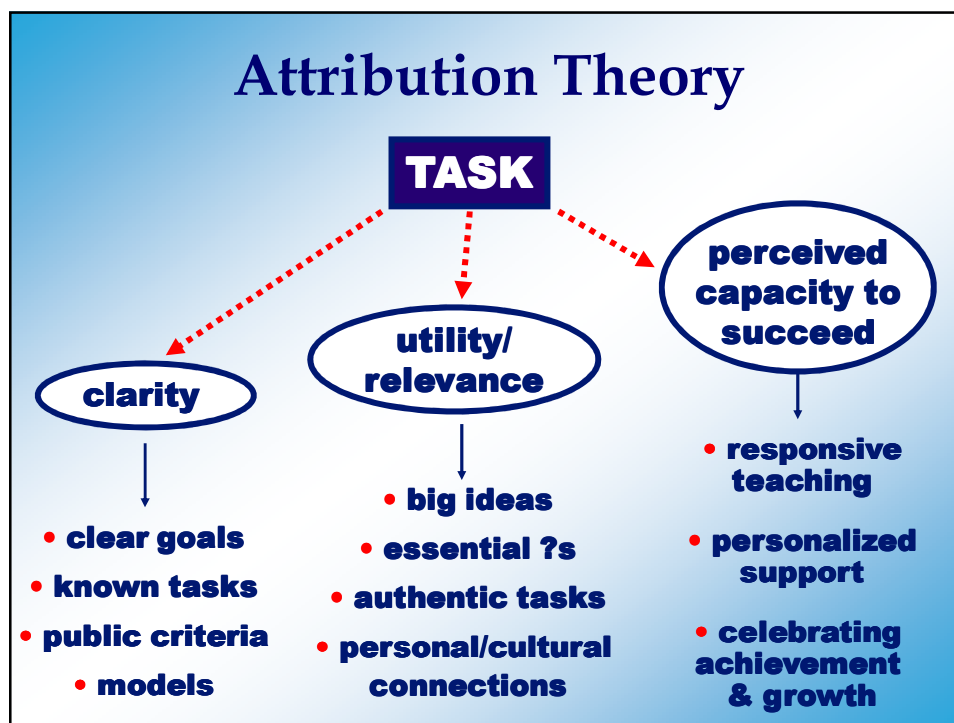 Attribution Theory
TASK
clarity
• clear goals
• known tasks
• public criteria
• models
utility/
relevance
• big ideas
• essential ?s
• authentic tasks
• personal/cultural
connections
perceived
capacity to
succeed
• responsive
teaching
• personalized
support
• celebrating
achievement
& growth